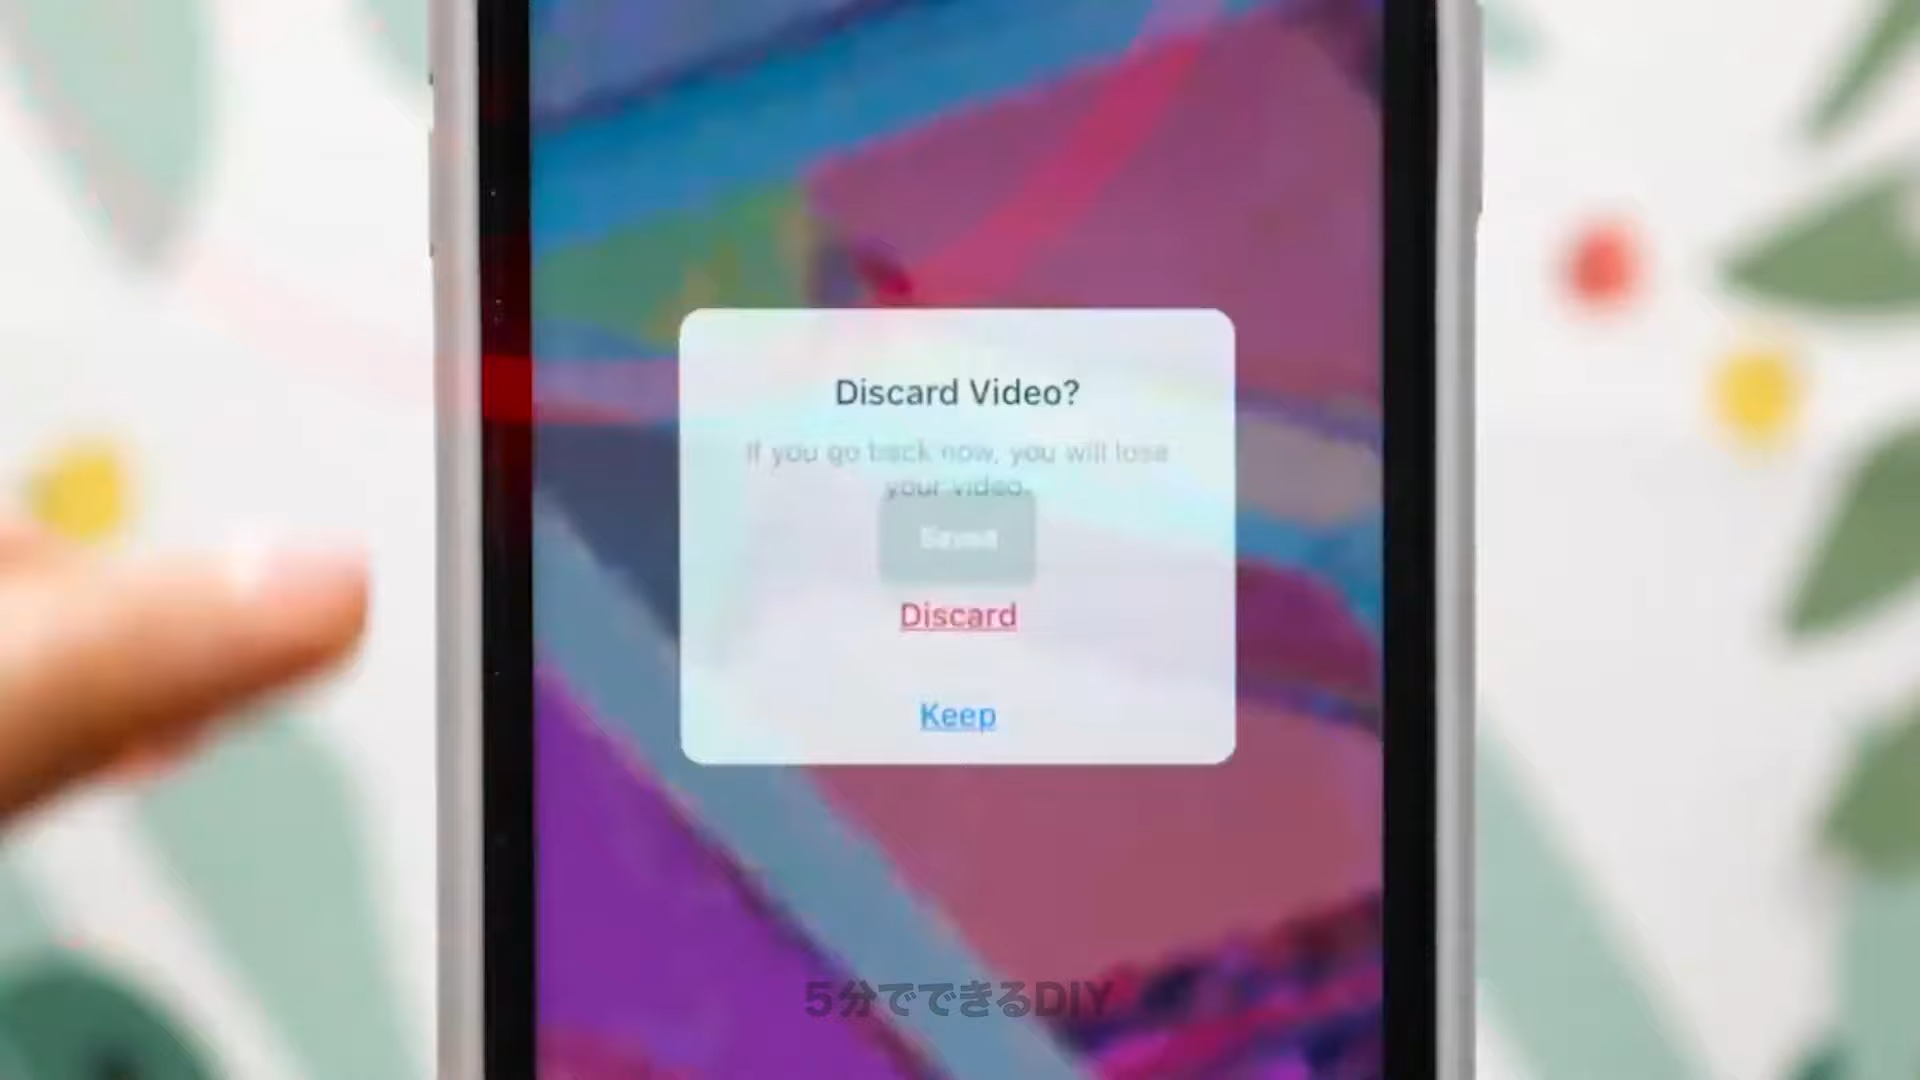 Discard Video?
If you go back now, you will lose
your video.
Saved
Discard
Keep
5分でできるDIY